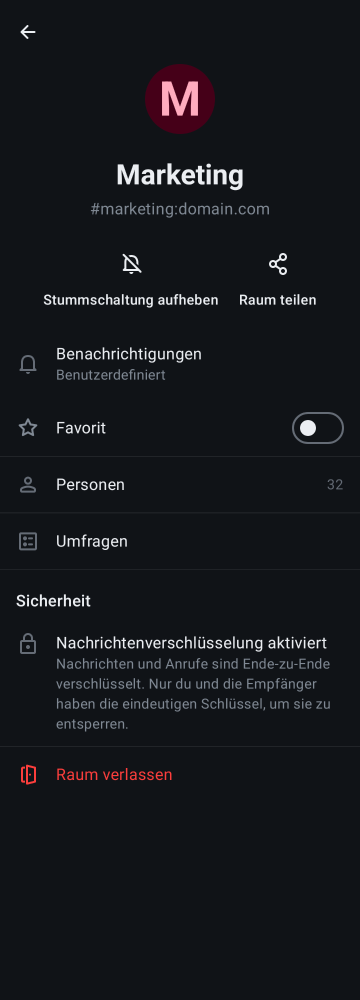 M
Marketing
#marketing:domain.com
Stummschaltung aufheben
Raum teilen
Benachrichtigungen
Benutzerdefiniert
Favorit
Personen
32
Umfragen
Sicherheit
Nachrichtenverschlüsselung aktiviert
Nachrichten und Anrufe sind Ende-zu-Ende
verschlüsselt. Nur du und die Empfänger
haben die eindeutigen Schlüssel, um sie zu
entsperren.
Raum verlassen